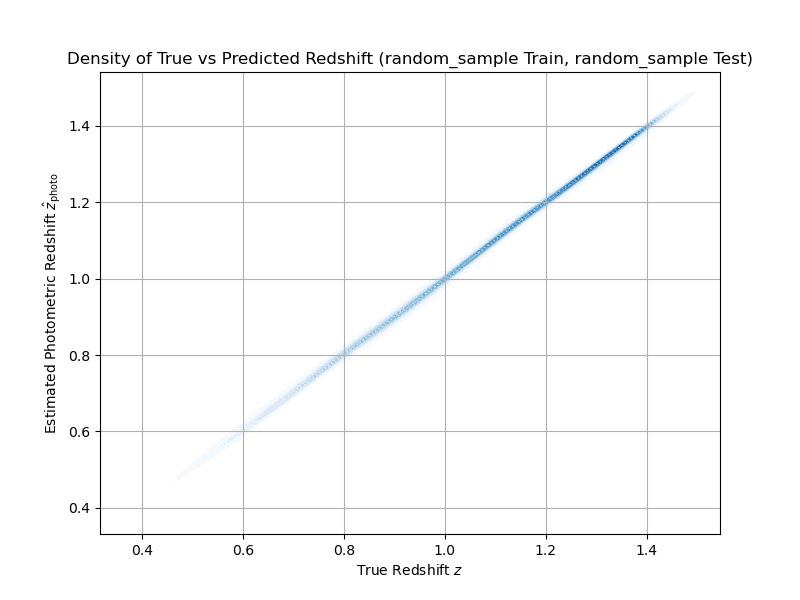 Density of True vs Predicted Redshift (random_sample Train, random_sample Test)
Estimated Photometric Redshift ẑphoto
1.4
1.2
1.0
0.8
0.6
0.4
0.4 0.6 0.8 1.0 1.2 1.4
True Redshift z